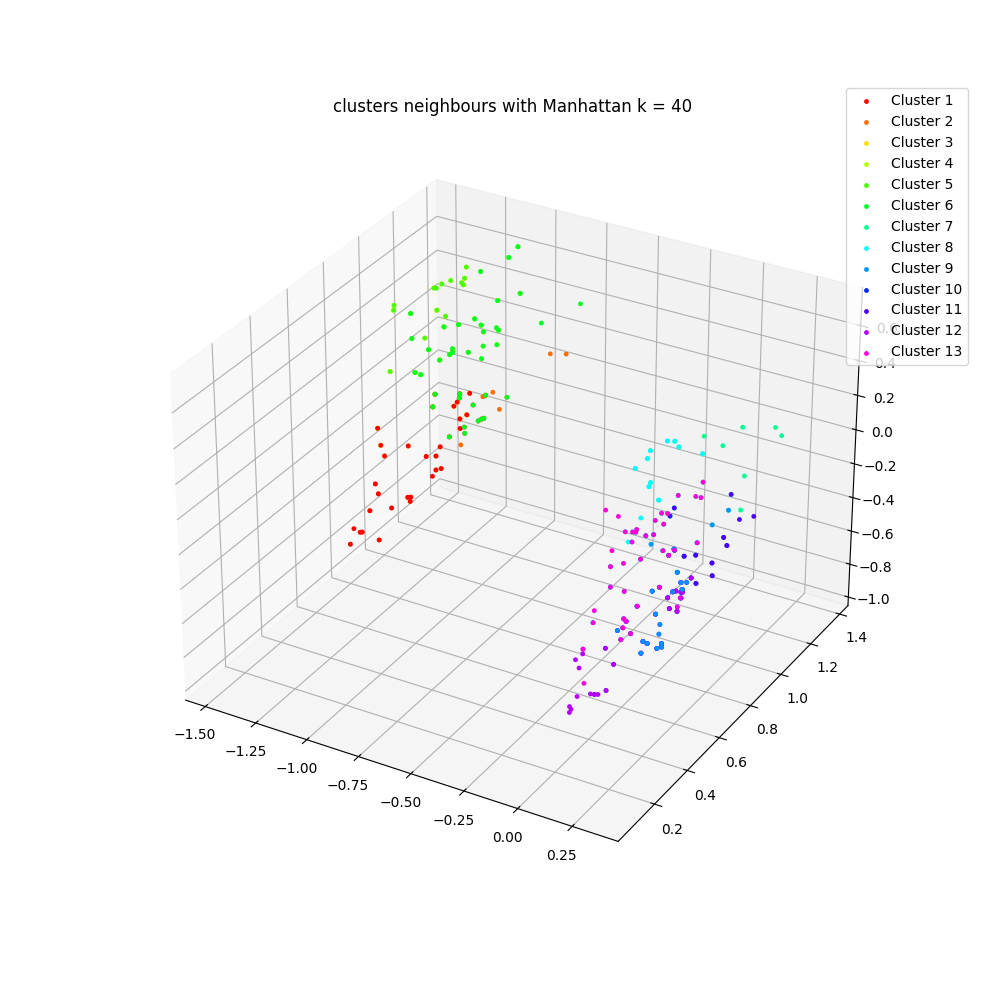 clusters neighbours with Manhattan k = 40
Cluster 1
Cluster 2
Cluster 3
Cluster 4
Cluster 5
Cluster 6
Cluster 7
Cluster 8
Cluster 9
Cluster 10
Cluster 11
Cluster 12
Cluster 13
0.6
0.4
0.2
0.0
−0.2
−0.4
−0.6
−0.8
−1.0
1.4
1.2
1.0
0.8
0.6
0.4
0.2
−1.50
−1.25
−1.00
−0.75
−0.50
−0.25
0.00
0.25